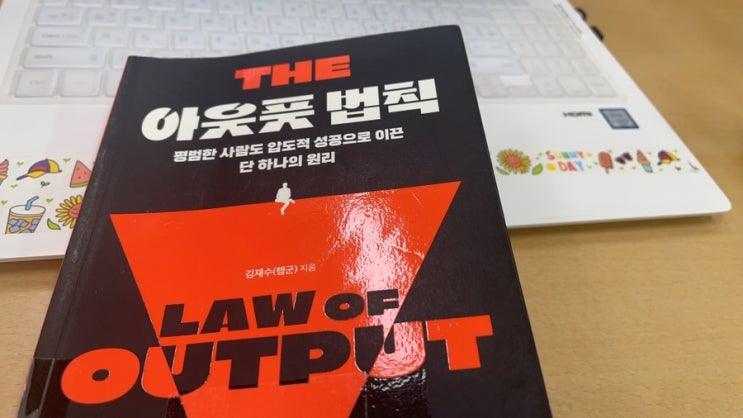 THE
아웃풋 법칙
평범한 사람도 압도적 성공으로 이끈
단 하나의 원리
김재수(렘군) 지음
LAW OF
OUTPUT
HDMI
SUNNY
DAY